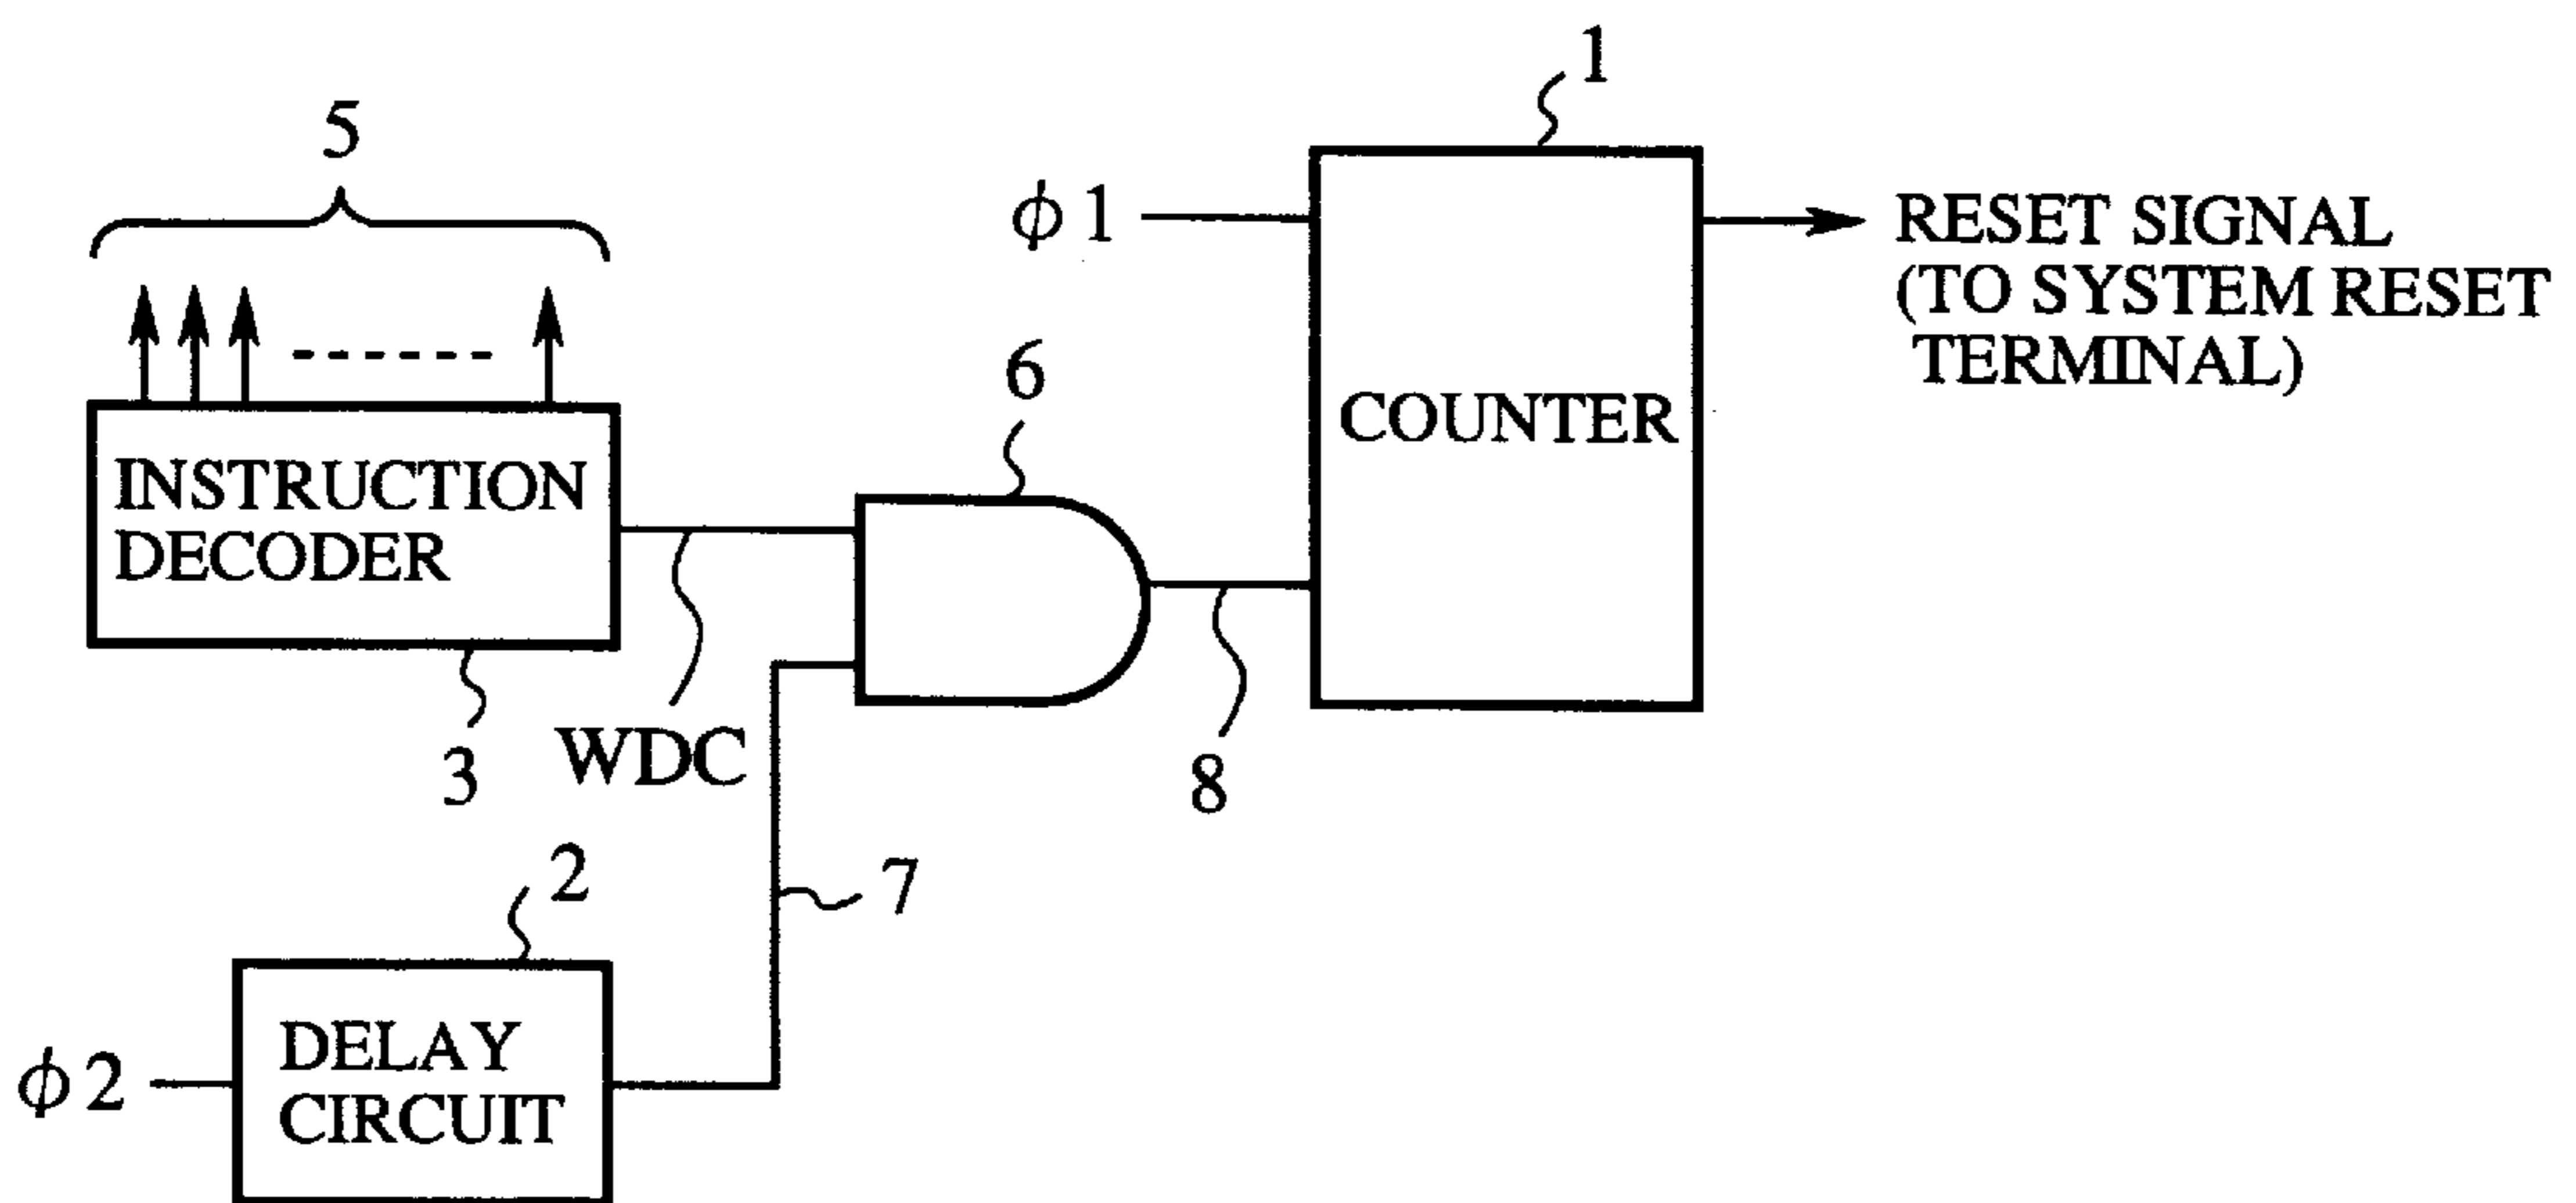 1
5
φ1
RESET SIGNAL
(TO SYSTEM RESET
TERMINAL)
6
COUNTER
INSTRUCTION
DECODER
3
WDC
8
2
7
φ2
DELAY
CIRCUIT